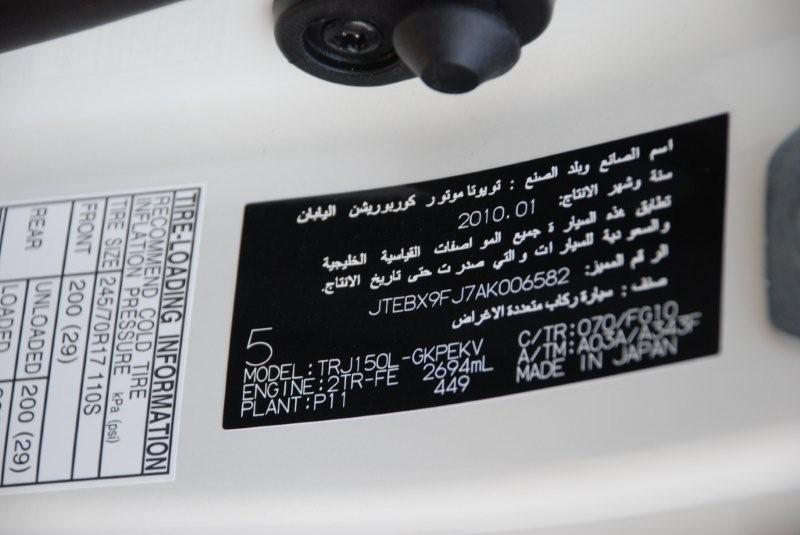 اسم الصانع وبلد الصنع : تويوتا موتور كوربوريشن اليابان
سنة وشهر الانتاج: 2010.01
تطابق هذه السيارة جميع المواصفات القياسية الخليجية
والسعودية للسيارات والتي صدرت حتى تاريخ الانتاج.
الرقم المميز: JTEBX9FJ7AK006582
صنف : سيارة ركاب متعددة الاغراض
5
MODEL:TRJ150L-GKPEKV C/TR:070/FG10
ENGINE:2TR-FE 2694mL A/TM:A03A/A343F
PLANT:P11 449 MADE IN JAPAN
TIRE-LOADING INFORMATION
RECOMMEND COLD TIRE
INFLATION PRESSURE kPa (psi)
TIRE SIZE 245/70R17 110S
FRONT 200 (29)
REAR UNLOADED 200 (29)
LOADED